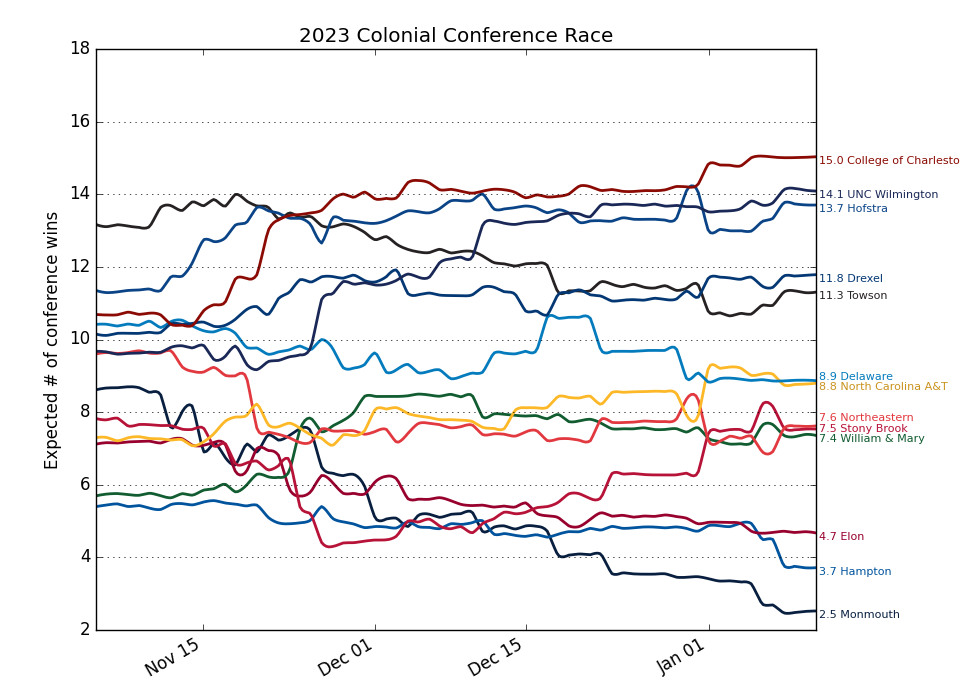 2023 Colonial Conference Race
Expected # of conference wins
18
16
14
12
10
8
6
4
2
Nov 15
Dec 01
Dec 15
Jan 01
15.0 College of Charlesto
14.1 UNC Wilmington
13.7 Hofstra
11.8 Drexel
11.3 Towson
8.9 Delaware
8.8 North Carolina A&T
7.6 Northeastern
7.5 Stony Brook
7.4 William & Mary
4.7 Elon
3.7 Hampton
2.5 Monmouth